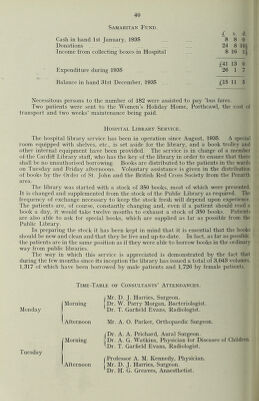 40
SAMARITAN FUND.
£ s. d.
Cash in hand 1st January, 1935 ... 8 8 0
Donations ... 24 8
Income from collecting boxes in Hospital ... 8 16
£41 13 0
Expenditure during 1935 ... 26 1 7
Balance in hand 31st December, 1935 ... £15 11 5
Necessitous persons to the number of 182 were assisted to pay 'bus fares.
Two patients were sent to the Women's Holiday Home, Porthcawl, the cost of
transport and two weeks' maintenance being paid.
HOSPITAL LIBRARY SERVICE.
The hospital library service has been in operation since August, 1935. A special
room equipped with shelves, etc., is set aside for the library, and a book trolley and
other internal equipment have been provided. The service is in charge of a member
of the Cardiff Library staff, who has the key of the library in order to ensure that there
shall be no unauthorised borrowing. Books are distributed to the patients in the wards
on Tuesday and Friday afternoons. Voluntary assistance is given in the distribution
of books by the Order of St. John and the British Red Cross Society from the Penarth
area.
The library was started with a stock of 350 books, most of which were presented.
It is changed and supplemented from the stock of the Public Library as required. The
frequency of exchange necessary to keep the stock fresh will depend upon experience.
The patients are, of course, constantly changing and, even if a patient should read a
book a day, it would take twelve months to exhaust a stock of 350 books. Patients
are also able to ask for special books, which are supplied as far as possible from the
Public Library.
In preparing the stock it has been kept in mind that it is essential that the books
should be new and clean and that they be live and up-to-date. In fact, as far as possible,
the patients are in the same position as if they were able to borrow books in the ordinary
way from public libraries.
The way in which this service is appreciated is demonstrated by the fact that
during the few months since its inception the library has issued a total of 3,043 volumes,
1,317 of which have been borrowed by male patients and 1,726 by female patients.
TIME-TABLE OF CONSULTANTS' ATTENDANCES.
Monday
Morning
Mr. D. J. Harries, Surgeon.
Dr. W. Parry Morgan, Bacteriologist.
Dr. T. Garfield Evans, Radiologist.
Afternoon Mr. A. O. Parker, Orthopaedic Surgeon.
Tuesday
Morning
Dr. A. A. Prichard, Aural Surgeon.
Dr. A. G. Watkins, Physician for Diseases of Children
Dr. T. Garfield Evans, Radiologist.
Afternoon
Professor A. M. Kennedy, Physician.
Mr. D. J. Harries, Surgeon.
Dr. H. G. Greaves, Anaesthetist.